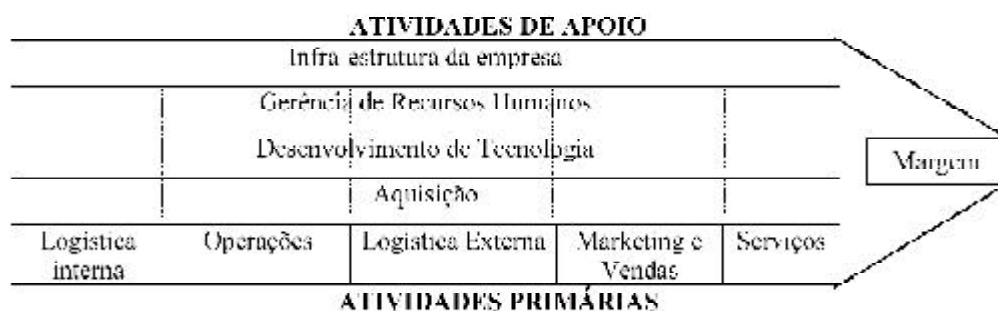 ATIVIDADES DE APOIO
Infra estrutura da empresa
Gerência de Recursos Humanos
Desenvolvimento de Tecnologia
Aquisição
Margem
Logística
interna
Operações
Logística Externa
Marketing e
Vendas
Serviços
ATIVIDADES PRIMÁRIAS